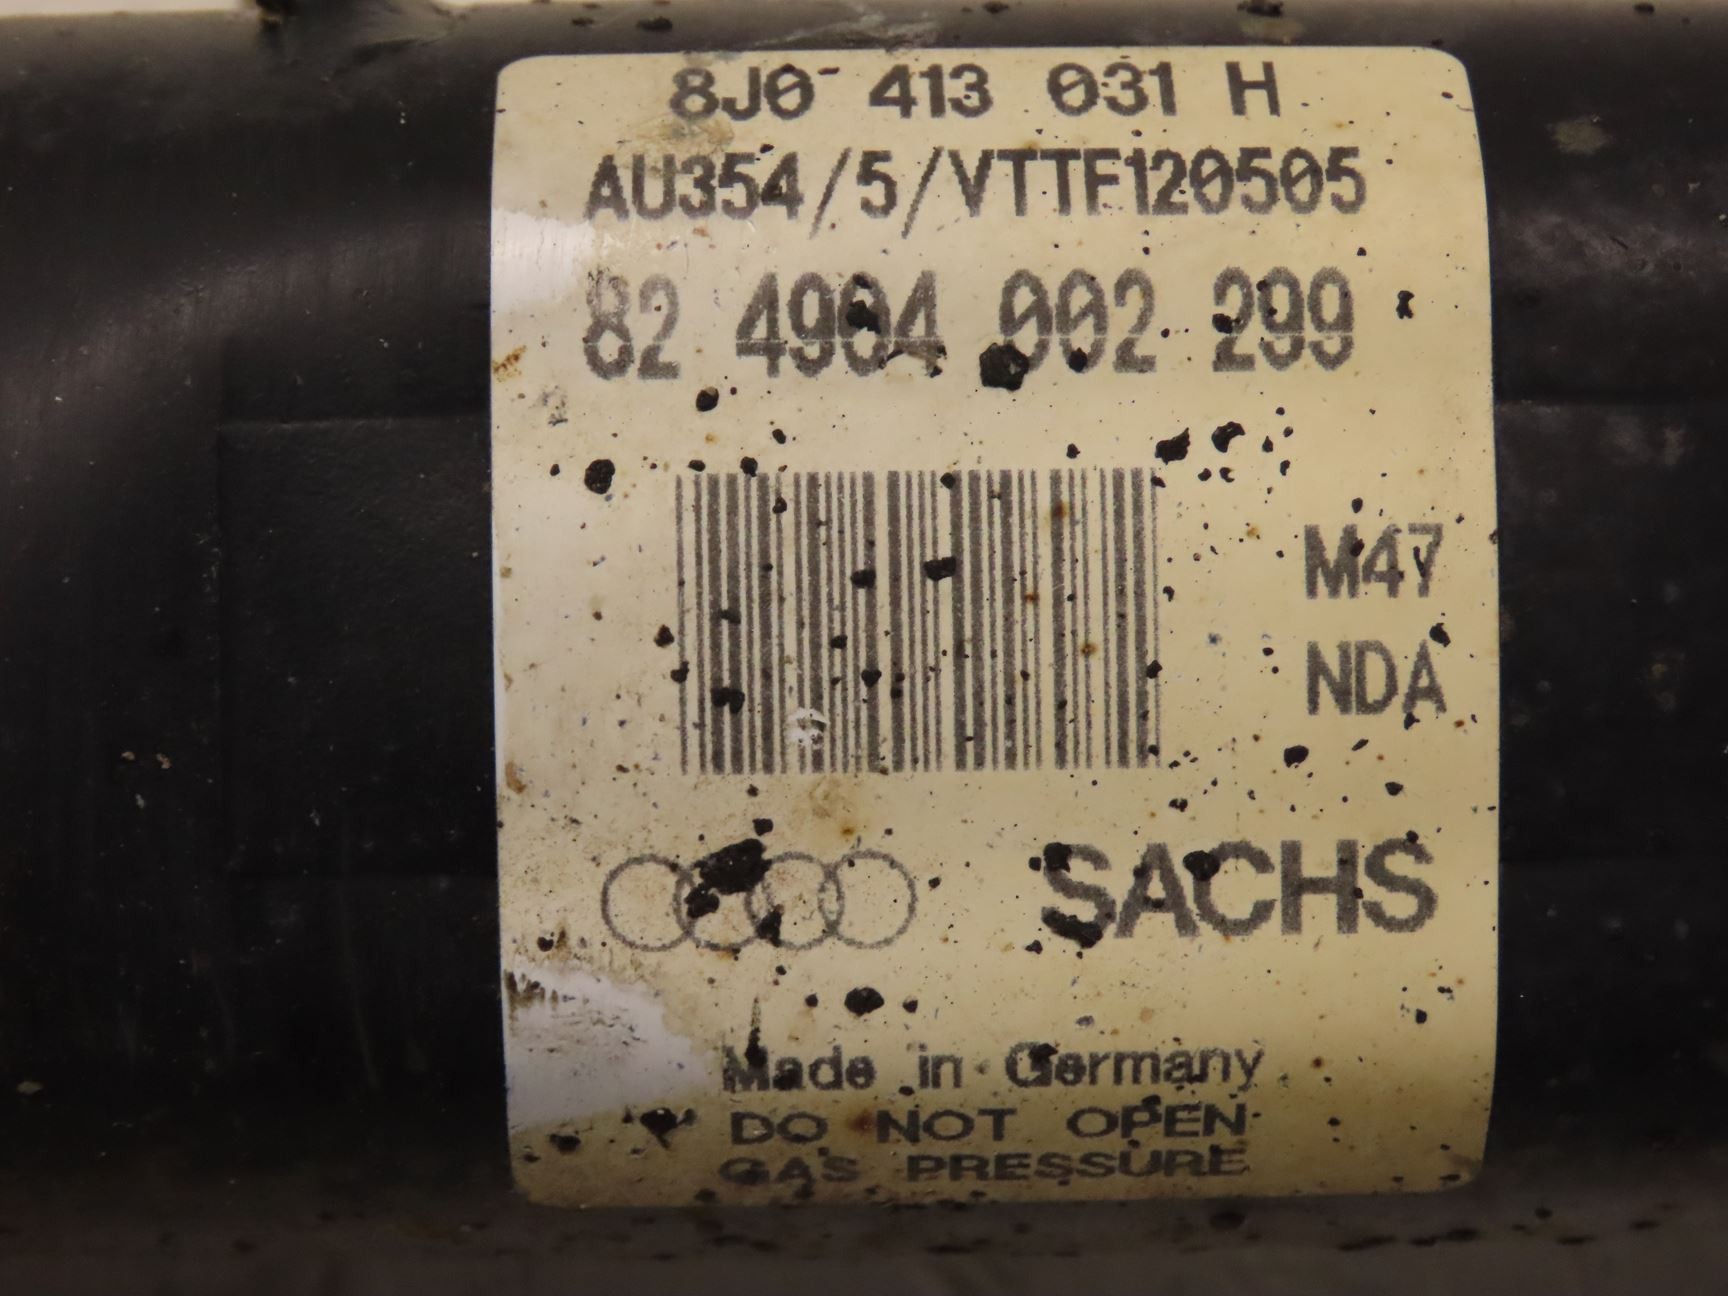 8J0 413 031 H
AU354/5/VTTF120505
82 4904 002 299
M47
NDA
SACHS
Made in Germany
DO NOT OPEN
GAS PRESSURE